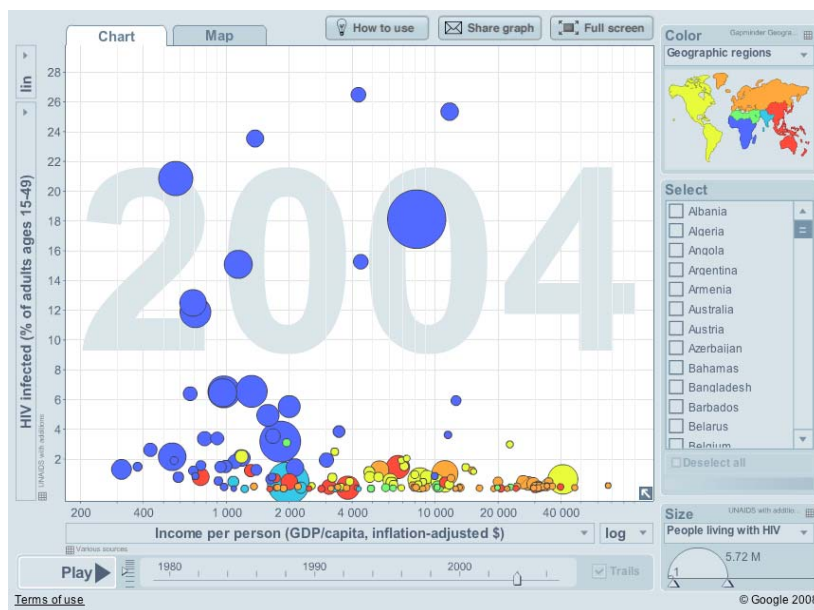 Chart
Map
How to use
Share graph
Full screen
Color
Gapminder Geogra...
Geographic regions
lin
HIV infected (% of adults ages 15-49)
UNAIDS with additions
28
26
24
22
20
18
16
14
12
10
8
6
4
2
2004
200
400
1 000
2 000
4 000
10 000
20 000
40 000
Income per person (GDP/capita, inflation-adjusted $)
log
Various sources
Select
Albania
Algeria
Angola
Argentina
Armenia
Australia
Austria
Azerbaijan
Bahamas
Bangladesh
Barbados
Belarus
Belgium
Deselect all
Size
UNAIDS with additio...
People living with HIV
5.72 M
1
Play
1980
1990
2000
Trails
Terms of use
© Google 2008